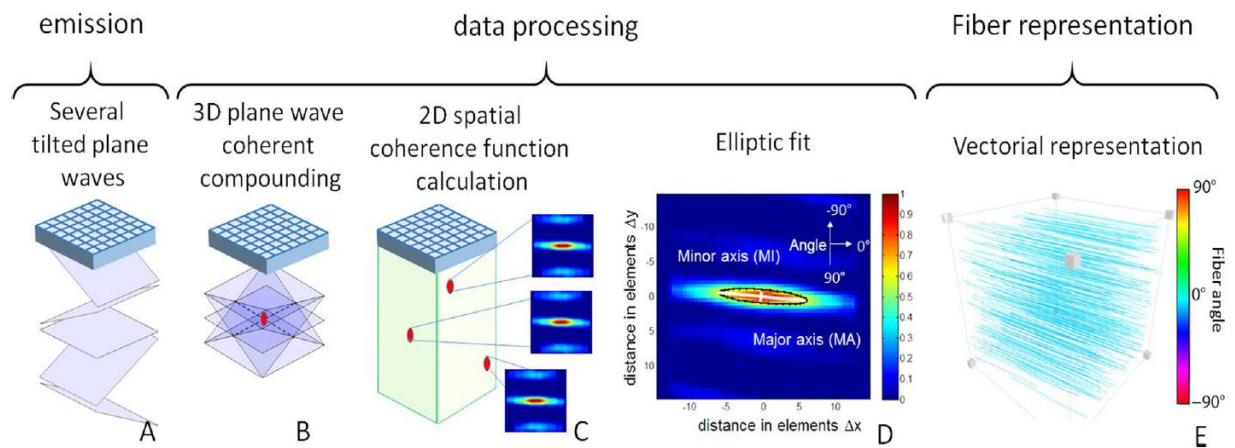 emission
data processing
Fiber representation
Several
tilted plane
waves
3D plane wave
coherent
compounding
2D spatial
coherence function
calculation
Elliptic fit
Vectorial representation
A
B
C
-10
-5
0
5
10
distance in elements Δy
-10
-5
0
5
10
distance in elements Δx
Minor axis (MI)
Major axis (MA)
-90°
Angle
0°
90°
1
0.9
0.8
0.7
0.6
0.5
0.4
0.3
0.2
0.1
0
D
90°
0°
−90°
Fiber angle
E